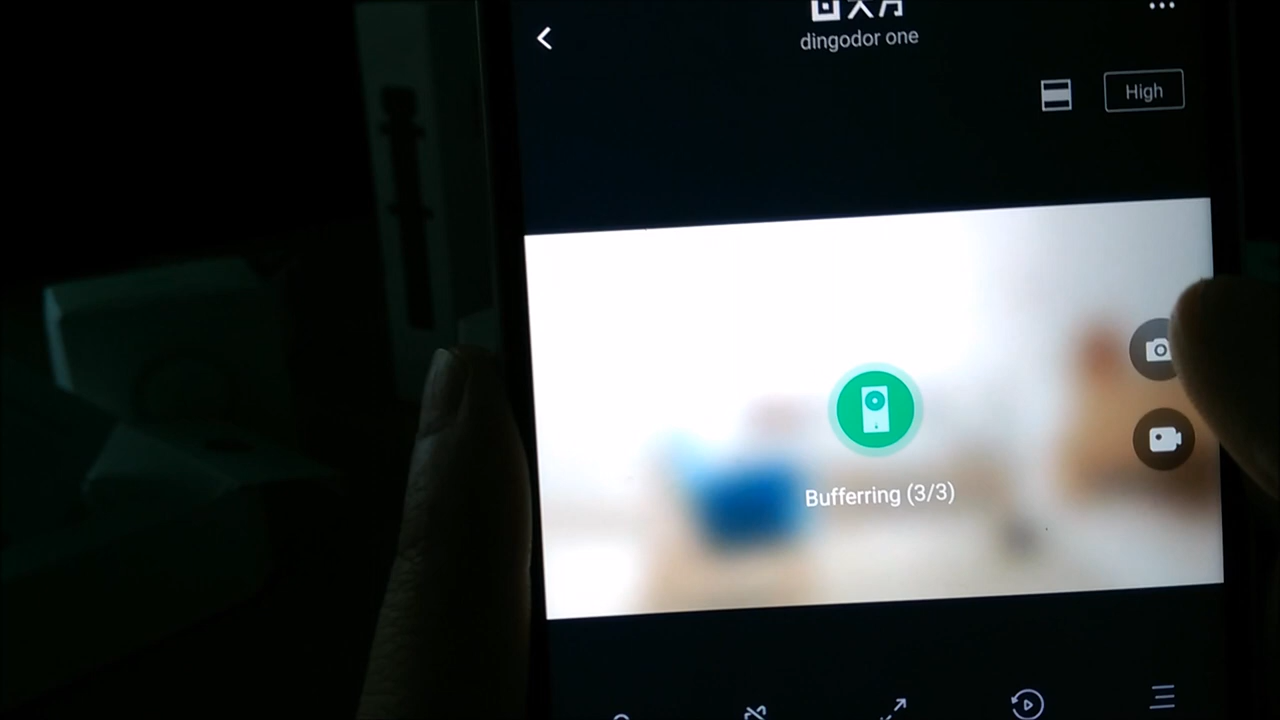 dingodor one
High
Bufferring (3/3)